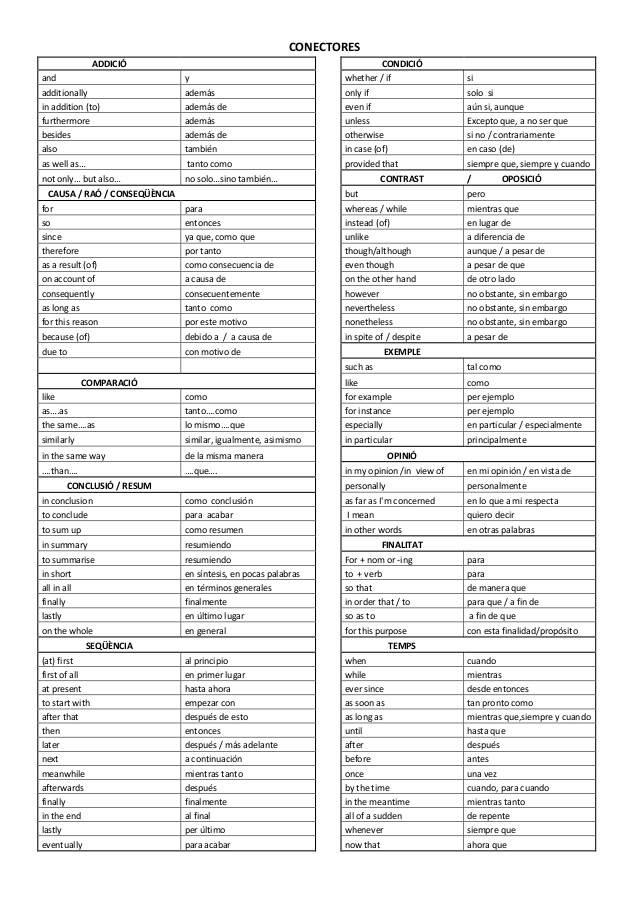 CONECTORES
ADDICIÓ
and y
additionally además
in addition (to) además de
furthermore además
besides además de
also también
as well as... tanto como
not only... but also... no solo...sino también...
CAUSA / RAÓ / CONSEQÜÈNCIA
for para
so entonces
since ya que, como que
therefore por tanto
as a result (of) como consecuencia de
on account of a causa de
consequently consecuentemente
as long as tanto como
for this reason por este motivo
because (of) debido a / a causa de
due to con motivo de
COMPARACIÓ
like como
as....as tanto....como
the same....as lo mismo....que
similarly similar, igualmente, asimismo
in the same way de la misma manera
....than.... ....que....
CONCLUSIÓ / RESUM
in conclusion como conclusión
to conclude para acabar
to sum up como resumen
in summary resumiendo
to summarise resumiendo
in short en síntesis, en pocas palabras
all in all en términos generales
finally finalmente
lastly en último lugar
on the whole en general
SEQÜÈNCIA
(at) first al principio
first of all en primer lugar
at present hasta ahora
to start with empezar con
after that después de esto
then entonces
later después / más adelante
next a continuación
meanwhile mientras tanto
afterwards después
finally finalmente
in the end al final
lastly per último
eventually para acabar
CONDICIÓ
whether / if si
only if solo si
even if aún si, aunque
unless Excepto que, a no ser que
otherwise si no / contrariamente
in case (of) en caso (de)
provided that siempre que, siempre y cuando
CONTRAST / OPOSICIÓ
but pero
whereas / while mientras que
instead (of) en lugar de
unlike a diferencia de
though/although aunque / a pesar de
even though a pesar de que
on the other hand de otro lado
however no obstante, sin embargo
nevertheless no obstante, sin embargo
nonetheless no obstante, sin embargo
in spite of / despite a pesar de
EXEMPLE
such as tal como
like como
for example per ejemplo
for instance per ejemplo
especially en particular / especialmente
in particular principalmente
OPINIÓ
in my opinion /in view of en mi opinión / en vista de
personally personalmente
as far as I'm concerned en lo que a mi respecta
I mean quiero decir
in other words en otras palabras
FINALITAT
For + nom or -ing para
to + verb para
so that de manera que
in order that / to para que / a fin de
so as to a fin de que
for this purpose con esta finalidad/propósito
TEMPS
when cuando
while mientras
ever since desde entonces
as soon as tan pronto como
as long as mientras que,siempre y cuando
until hasta que
after después
before antes
once una vez
by the time cuando, para cuando
in the meantime mientras tanto
all of a sudden de repente
whenever siempre que
now that ahora que